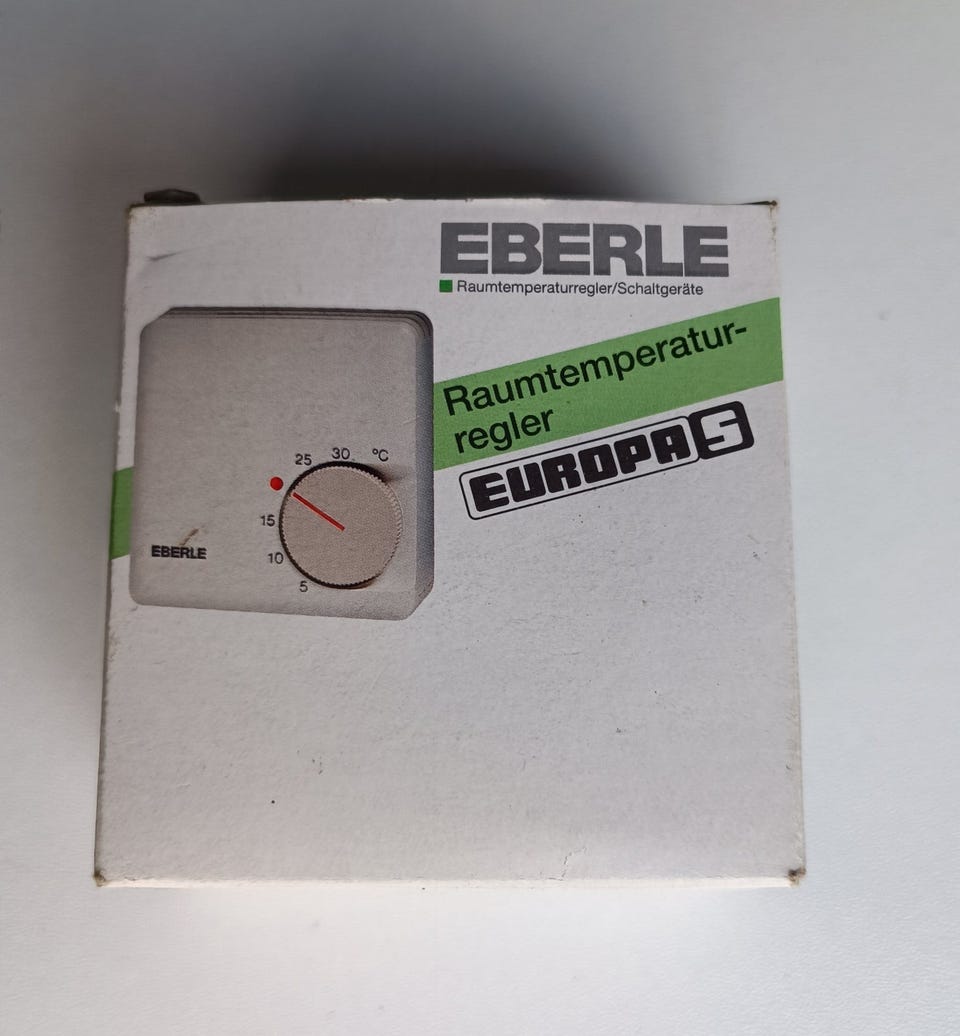 EBERLE
Raumtemperaturregler/Schaltgeräte
Raumtemperatur-
regler
EUROPA S
25 30 °C
15
10
5
EBERLE